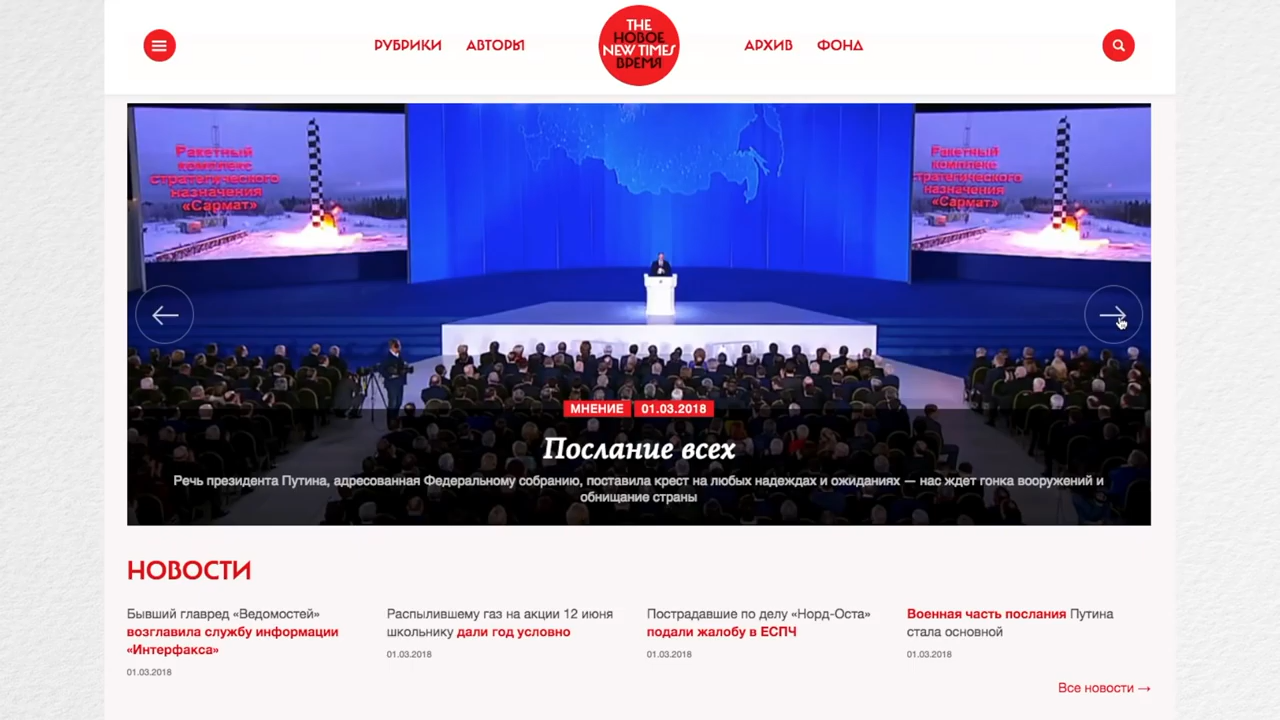 РУБРИКИ
АВТОРЫ
THE
НОВОЕ
NEW TIMES
ВРЕМЯ
АРХИВ
ФОНД
Ракетный
комплекс
стратегического
назначения
«Сармат»
Ракетный
комплекс
стратегического
назначения
«Сармат»
МНЕНИЕ 01.03.2018
Послание всех
Речь президента Путина, адресованная Федеральному собранию, поставила крест на любых надеждах и ожиданиях — нас ждет гонка вооружений и
обнищание страны
НОВОСТИ
Бывший главред «Ведомостей»
возглавила службу информации
«Интерфакса»
01.03.2018
Распылившему газ на акции 12 июня
школьнику дали год условно
01.03.2018
Пострадавшие по делу «Норд-Оста»
подали жалобу в ЕСПЧ
01.03.2018
Военная часть послания Путина
стала основной
01.03.2018
Все новости →